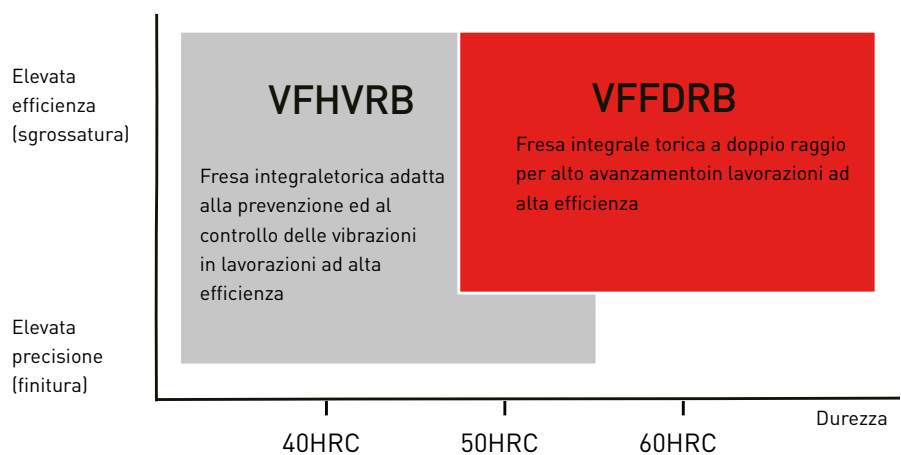 Elevata
efficienza
(sgrossatura)
VFHVRB
Fresa integraletorica adatta
alla prevenzione ed al
controllo delle vibrazioni
in lavorazioni ad alta
efficienza
VFFDRB
Fresa integrale torica a doppio raggio
per alto avanzamentoin lavorazioni ad
alta efficienza
Elevata
precisione
(finitura)
Durezza
40HRC
50HRC
60HRC